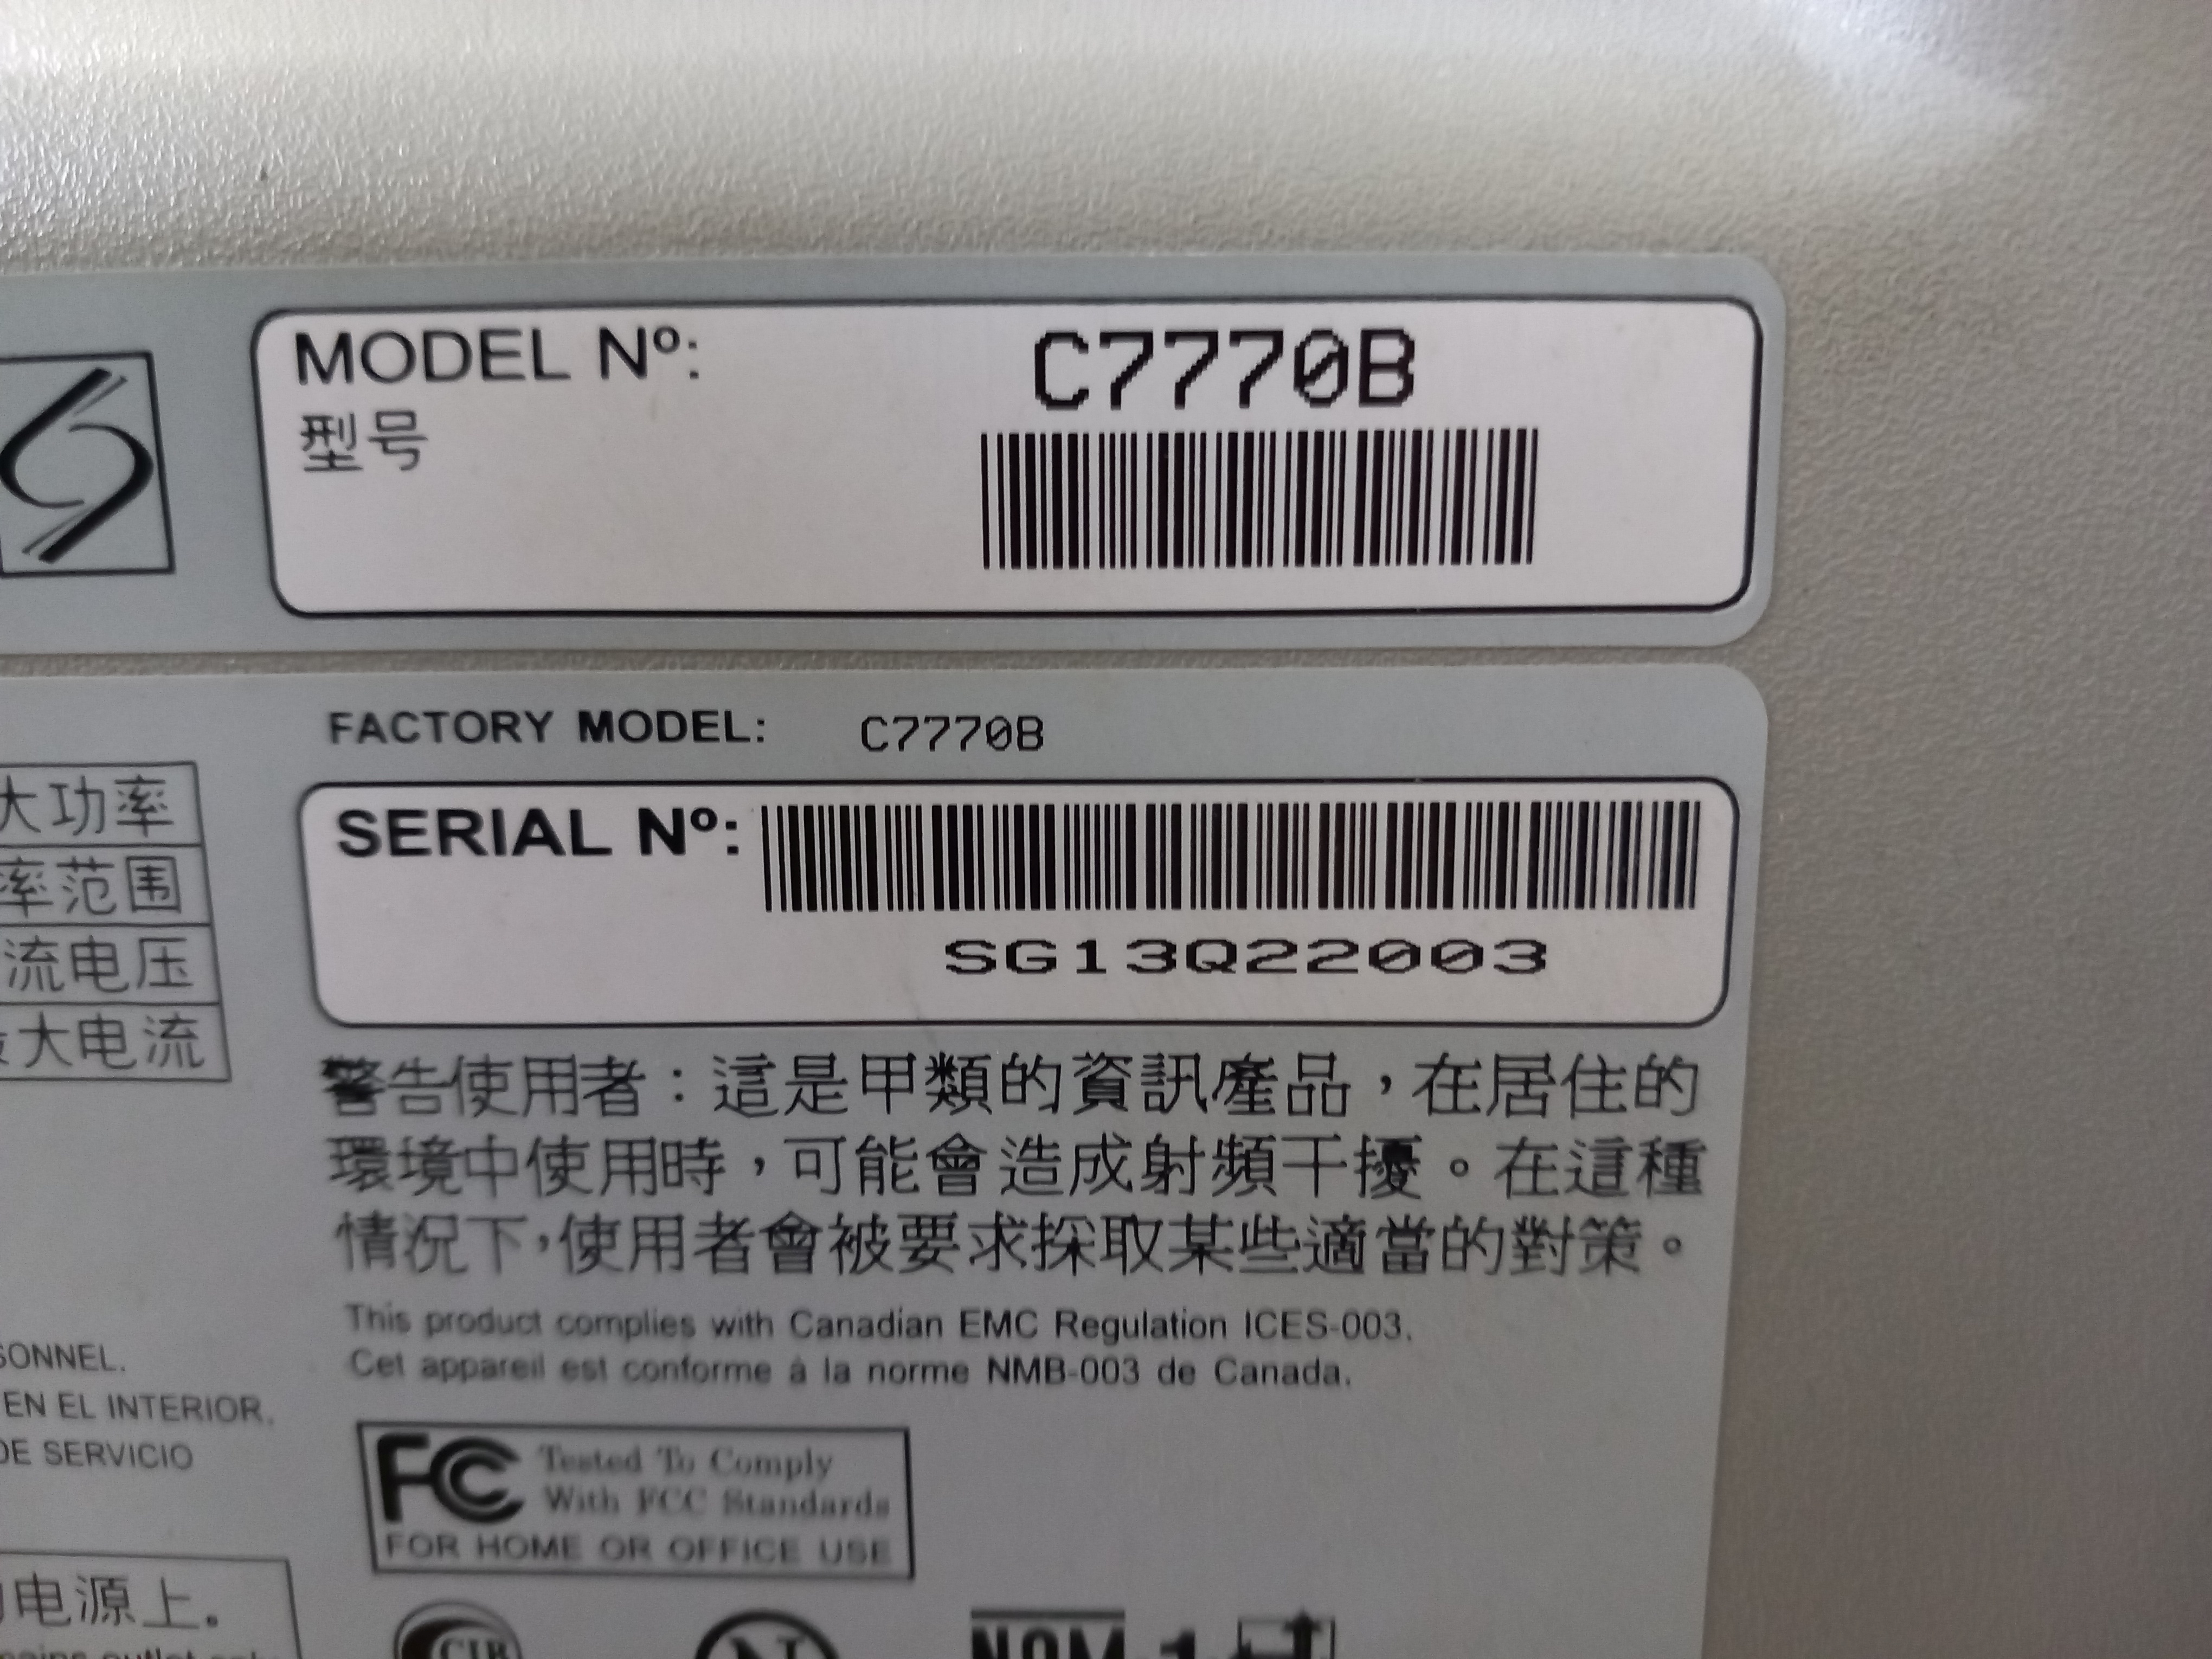 MODEL Nº: C7770B
型号
FACTORY MODEL: C7770B
SERIAL Nº:
SG13Q22003
大功率
率范围
流电压
大电流
警告使用者：這是甲類的資訊產品，在居住的
環境中使用時，可能會造成射頻干擾。在這種
情況下，使用者會被要求採取某些適當的對策。
This product complies with Canadian EMC Regulation ICES-003.
Cet appareil est conforme à la norme NMB-003 de Canada.
SONNEL.
EN EL INTERIOR.
DE SERVICIO
FC Tested To Comply
With FCC Standards
FOR HOME OR OFFICE USE
电源上.
N
NOM-1